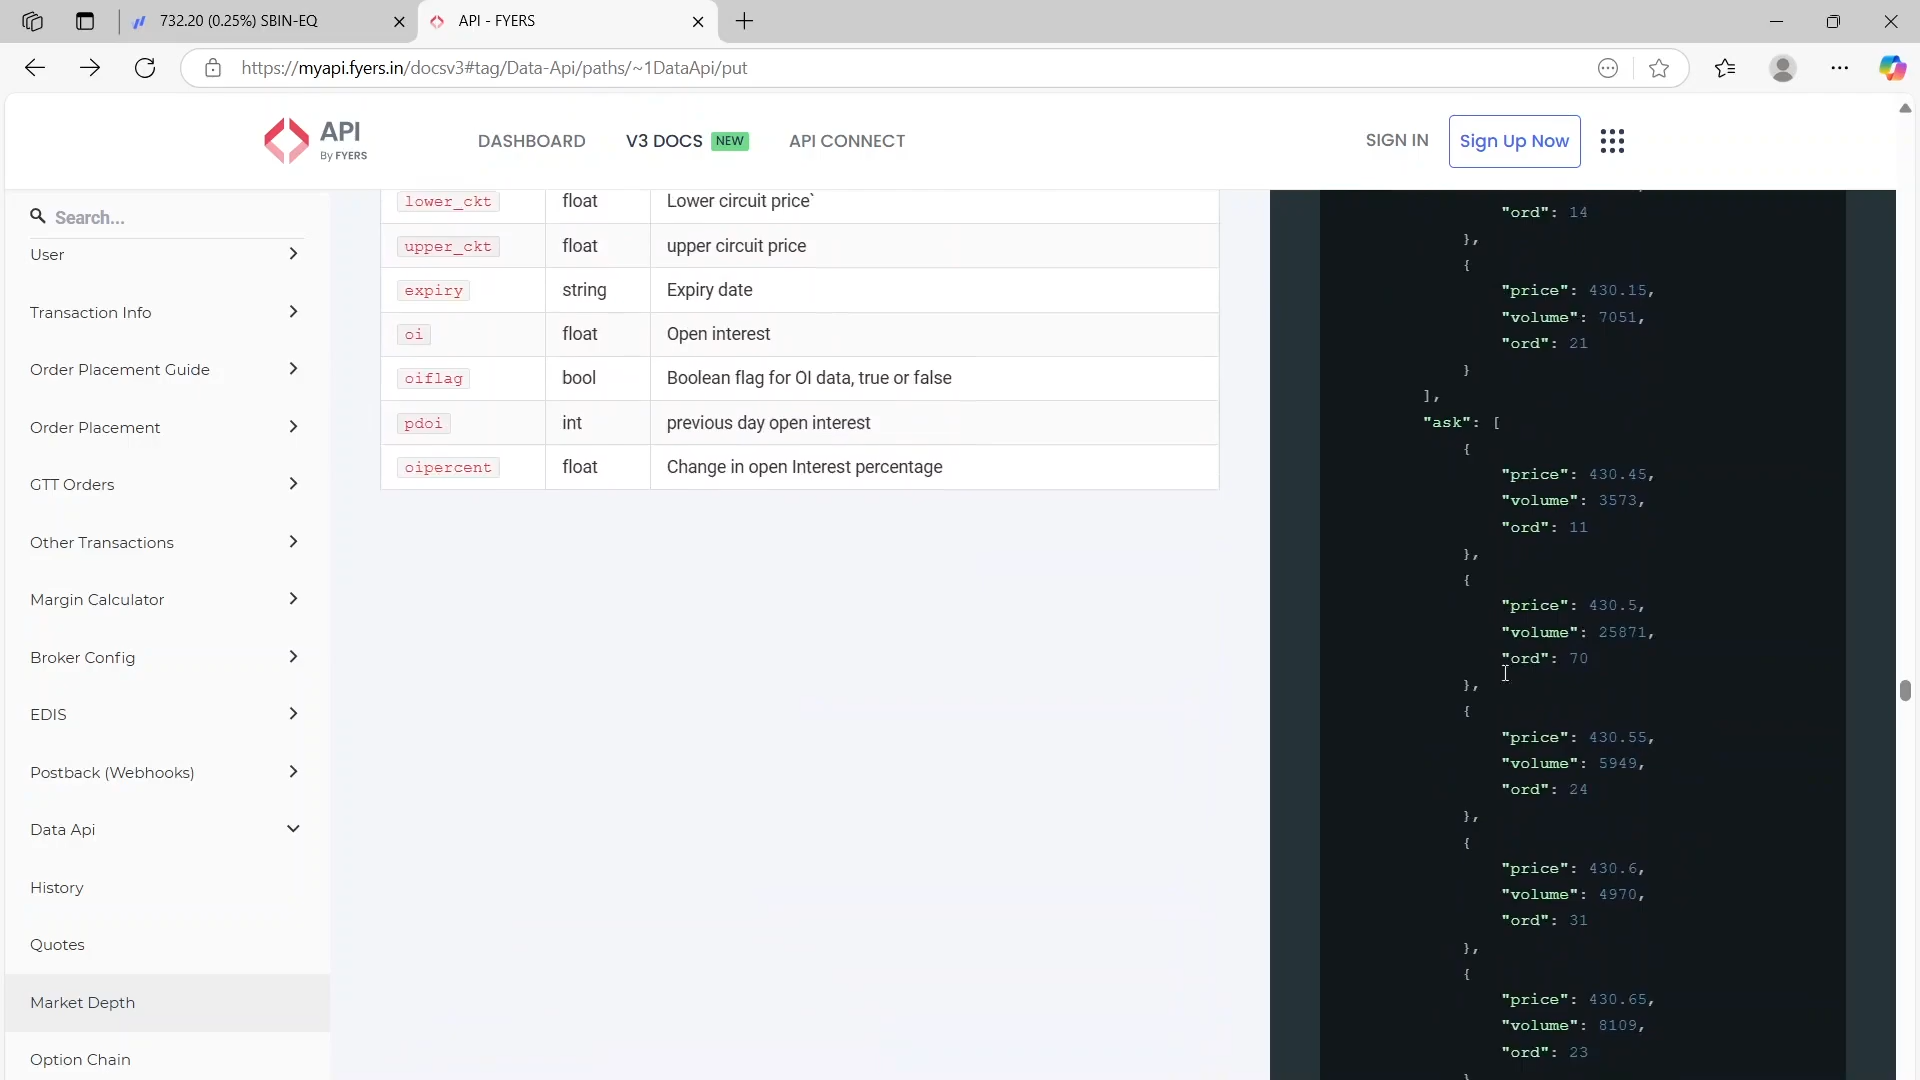 732.20 (0.25%) SBIN-EQ
API - FYERS
https://myapi.fyers.in/docsv3#tag/Data-Api/paths/~1DataApi/put
API
By FYERS
DASHBOARD
V3 DOCS NEW
API CONNECT
SIGN IN
Sign Up Now
Search...
User
Transaction Info
Order Placement Guide
Order Placement
GTT Orders
Other Transactions
Margin Calculator
Broker Config
EDIS
Postback (Webhooks)
Data Api
History
Quotes
Market Depth
Option Chain
lower_ckt float Lower circuit price`
upper_ckt float upper circuit price
expiry string Expiry date
oi float Open interest
oiflag bool Boolean flag for OI data, true or false
pdoi int previous day open interest
oipercent float Change in open Interest percentage
"ord": 14
},
{
"price": 430.15,
"volume": 7051,
"ord": 21
}
],
"ask": [
{
"price": 430.45,
"volume": 3573,
"ord": 11
},
{
"price": 430.5,
"volume": 25871,
"ord": 70
},
{
"price": 430.55,
"volume": 5949,
"ord": 24
},
{
"price": 430.6,
"volume": 4970,
"ord": 31
},
{
"price": 430.65,
"volume": 8109,
"ord": 23
}